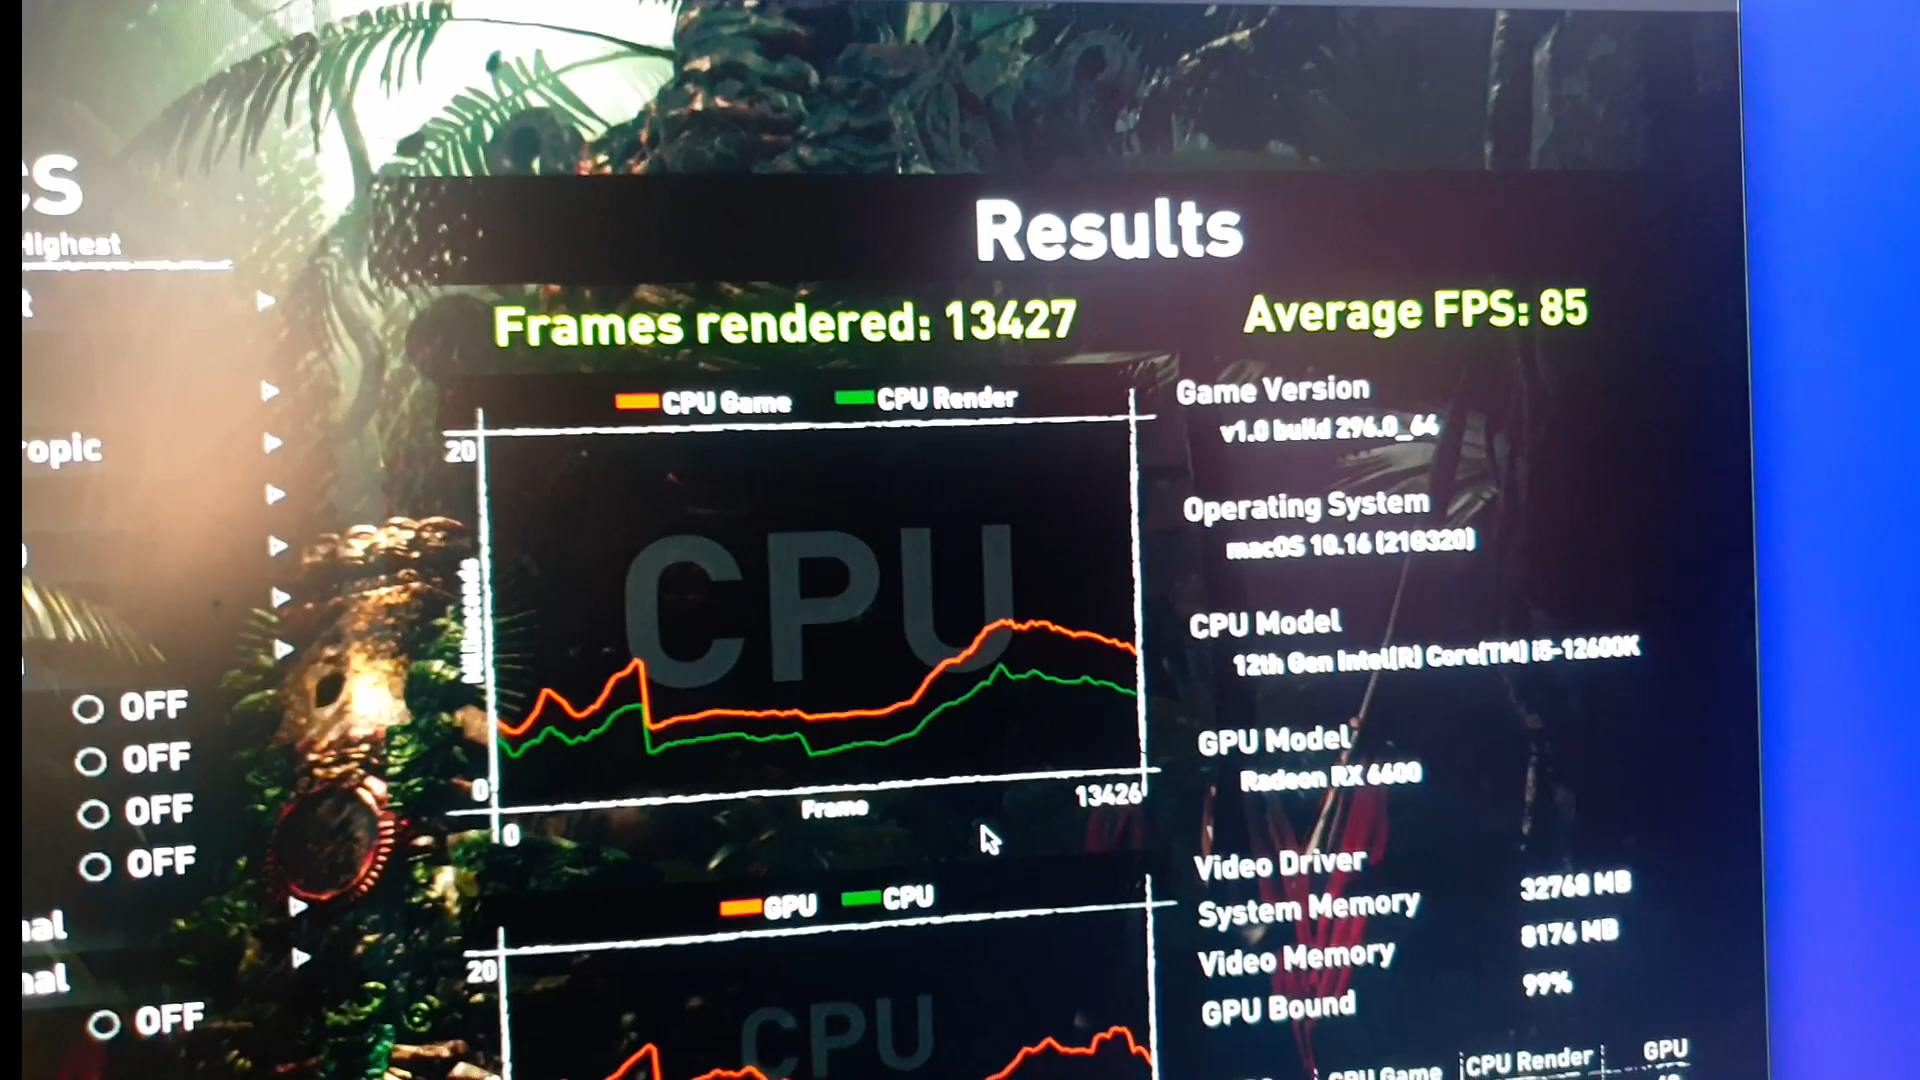 Highest
opic
OFF
OFF
OFF
OFF
nal
nal
OFF
Results
Frames rendered: 13427
Average FPS: 85
CPU Game CPU Render
20
CPU
Milliseconds
0
0
Frame
13426
GPU CPU
20
CPU
Game Version
v1.0 build 296.0_64
Operating System
macOS 10.16 (21G320)
CPU Model
12th Gen Intel(R) Core(TM) i5-12600K
GPU Model
Radeon RX 6600
Video Driver
System Memory 32768 MB
Video Memory 8176 MB
GPU Bound 99%
CPU Game CPU Render GPU